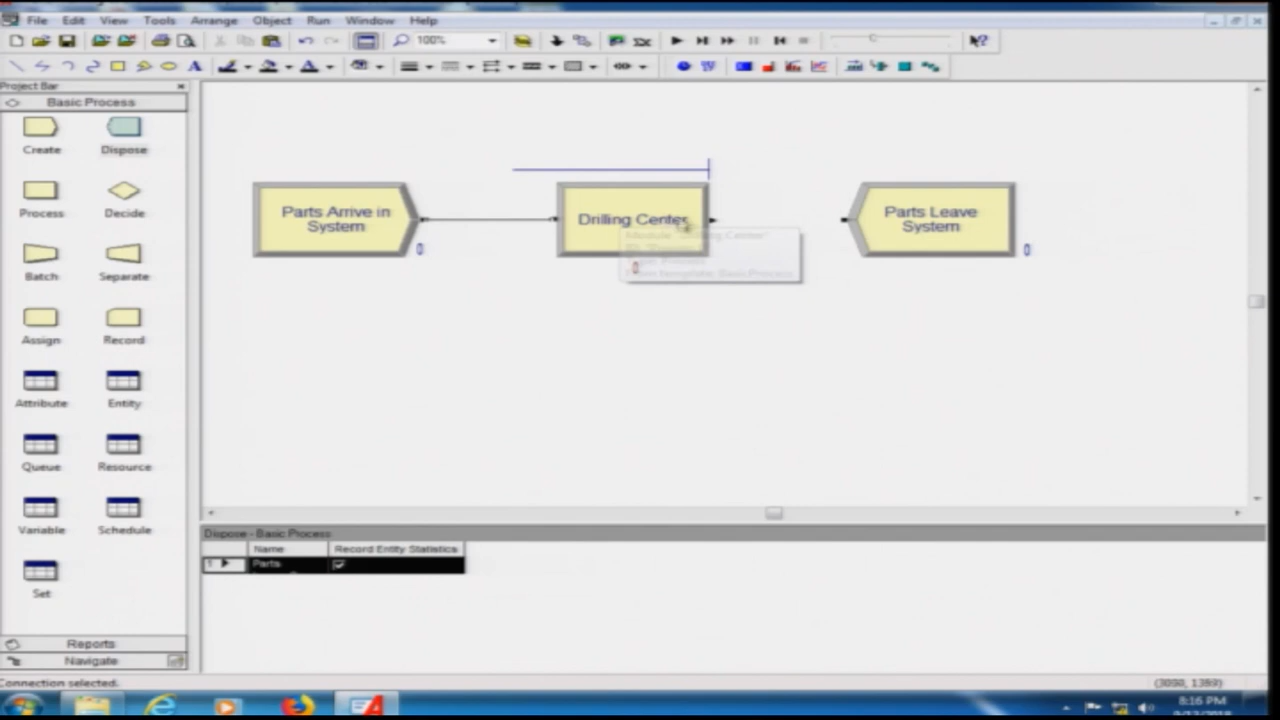 File Edit View Tools Arrange Object Run Window Help
100%
Project Bar
Basic Process
Create Dispose
Process Decide
Batch Separate
Assign Record
Attribute Entity
Queue Resource
Variable Schedule
Set
Reports
Navigate
Parts Arrive in
System
0
Drilling Center
0
Parts Leave
System
0
Dispose - Basic Process
Name Record Entity Statistics
1 Parts
Connection selected.
8:16 PM